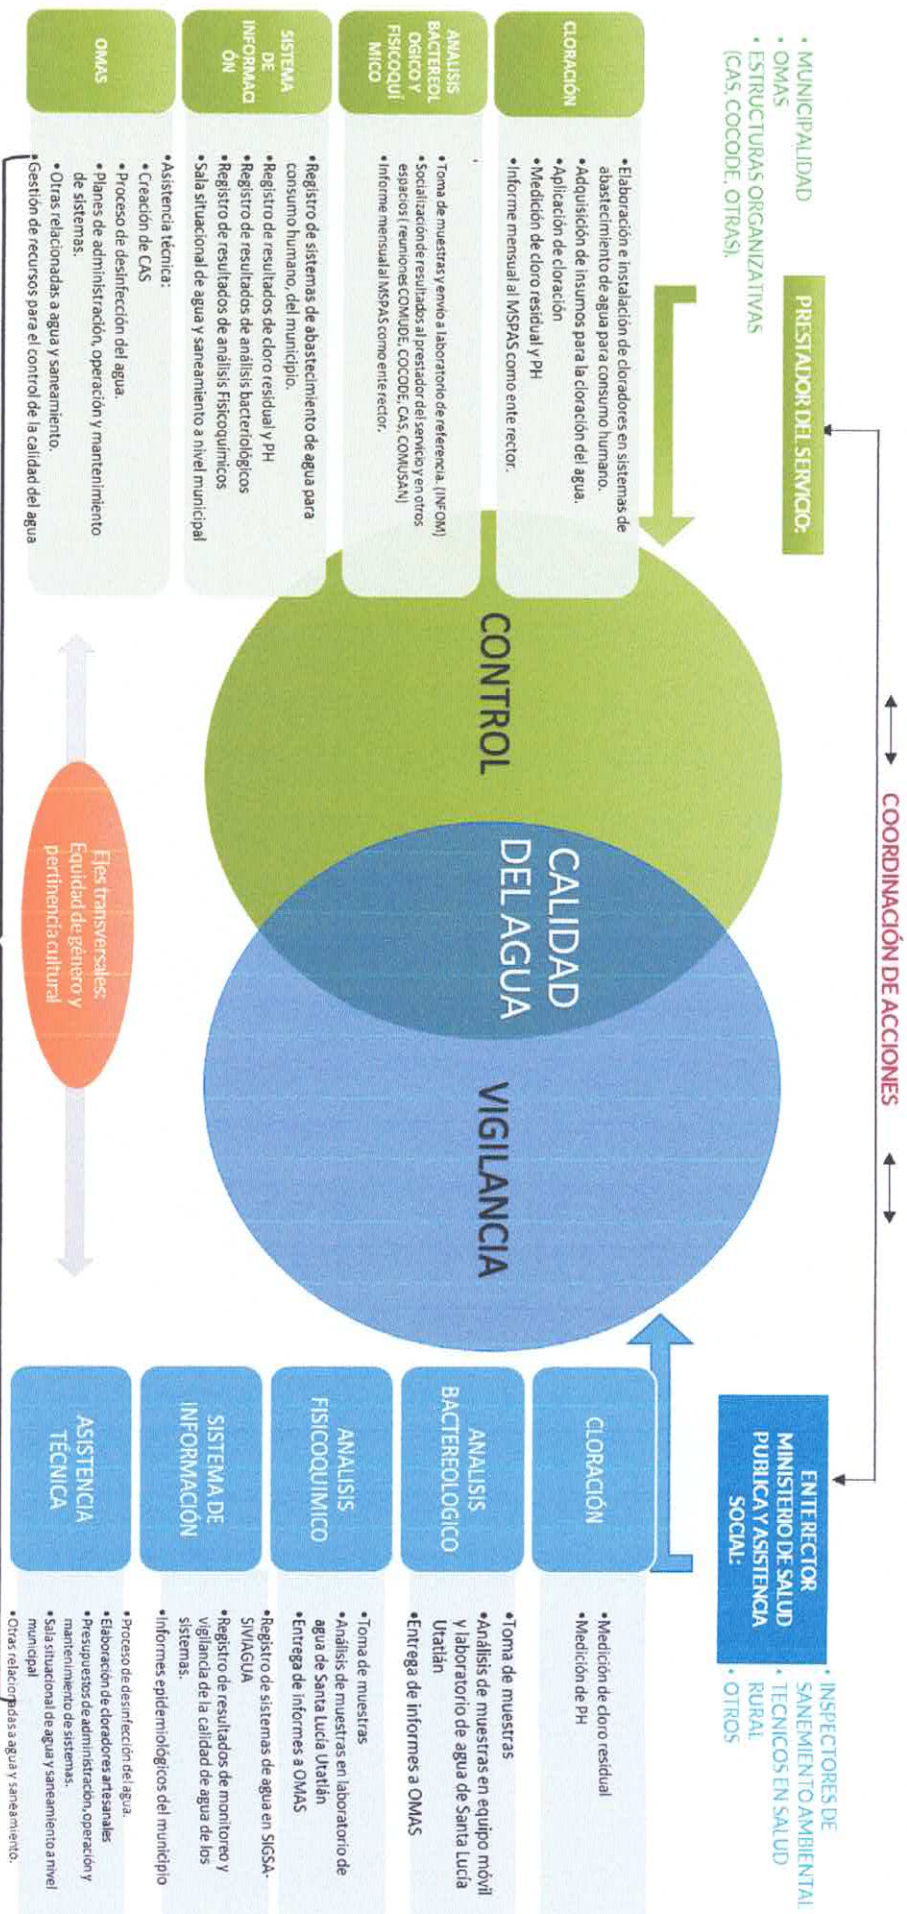 COORDINACIÓN DE ACCIONES
PRESTADOR DEL SERVICIO:
• MUNICIPALIDAD
• OMAS
• ESTRUCTURAS ORGANIZATIVAS
(CAS, COCODE, OTRAS).
CLORACIÓN
•Elaboración e instalación de cloradores en sistemas de
abastecimiento de agua para consumo humano.
•Adquisición de insumos para la cloración del agua.
•Aplicación de cloración
•Medición de cloro residual y PH
•Informe mensual al MSPAS como ente rector.
ANALISIS
BACTEREOL
OGICO Y
FISICOQUÍ
MICO
•Toma de muestras y envío a laboratorio de referencia. (INFOM)
•Socialización de resultados al prestador del servicio y en otros
espacios ( reuniones COMUDE, COCODE, CAS, COMUSAN)
•Informe mensual al MSPAS como ente rector.
SISTEMA
DE
INFORMACI
ÓN
•Registro de sistemas de abastecimiento de agua para
consumo humano, del municipio.
•Registro de resultados de cloro residual y PH
•Registro de resultados de análisis bacteriológicos
•Registro de resultados de análisis Fisicoquímicos
•Sala situacional de agua y saneamiento a nivel municipal
OMAS
•Asistencia técnica:
•Creación de CAS
•Proceso de desinfección del agua.
•Planes de administración, operación y mantenimiento
de sistemas.
•Otras relacionadas a agua y saneamiento.
•Gestión de recursos para el control de la calidad del agua
CONTROL
CALIDAD
DEL AGUA
VIGILANCIA
Ejes transversales:
Equidad de género y
pertinencia cultural
ENTE RECTOR
MINISTERIO DE SALUD
PUBLICA Y ASISTENCIA
SOCIAL:
• INSPECTORES DE
SANEMIENTO AMBIENTAL
• TECNICOS EN SALUD
RURAL
• OTROS
CLORACIÓN
•Medición de cloro residual
•Medición de PH
ANALISIS
BACTEREOLOGICO
•Toma de muestras
•Análisis de muestras en equipo móvil
y laboratorio de agua de Santa Lucía
Utatlán
•Entrega de informes a OMAS
ANALISIS
FISICOQUIMICO
•Toma de muestras
•Análisis de muestras en laboratorio de
agua de Santa Lucía Utatlán
•Entrega de informes a OMAS
SISTEMA DE
INFORMACIÓN
•Registro de sistemas de agua en SIGSA-
SIVIAGUA
•Registro de resultados de monitoreo y
vigilancia de la calidad de agua de los
sistemas.
•Informes epidemiológicos del municipio
ASISTENCIA
TÉCNICA
•Proceso de desinfección del agua.
•Elaboración de cloradores artesanales
•Presupuestos de administración, operación y
mantenimiento de sistemas.
•Sala situacional de agua y saneamiento a nivel
municipal
•Otras relacionadas a agua y saneamiento.